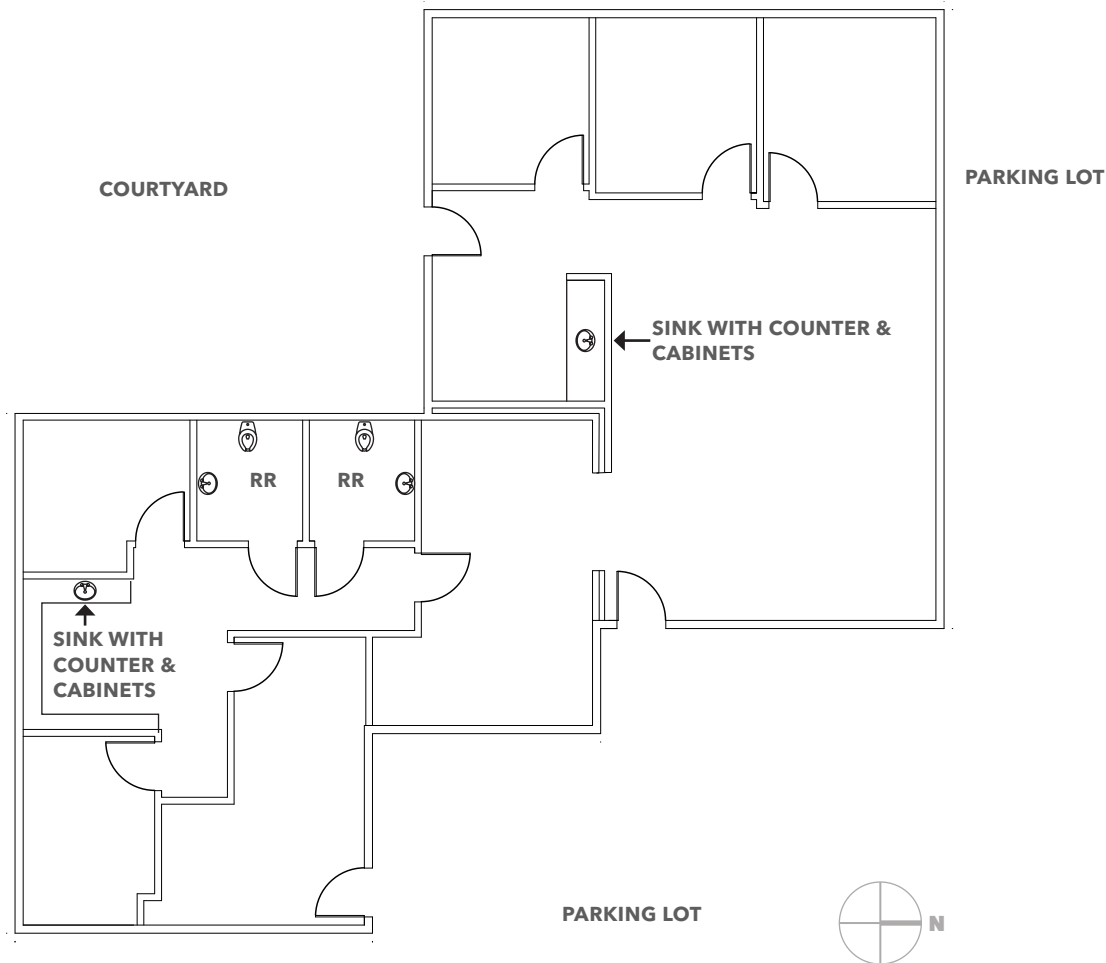 COURTYARD
PARKING LOT
SINK WITH COUNTER &
CABINETS
RR
RR
SINK WITH
COUNTER &
CABINETS
PARKING LOT
N